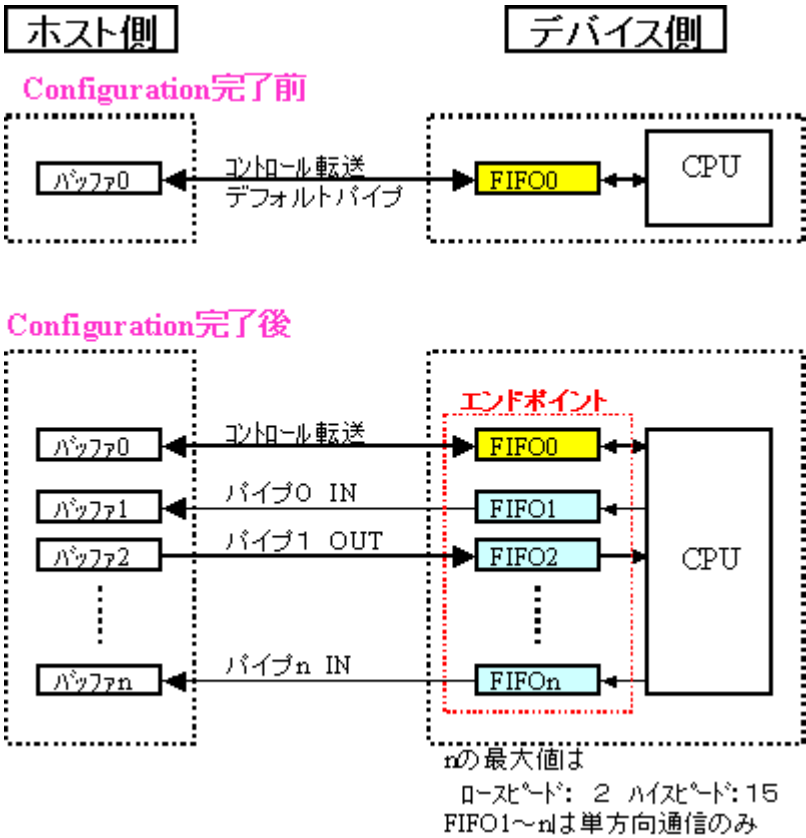 ホスト側 デバイス側
Configuration完了前
バッファ0 コントロール転送 FIFO0 CPU
デフォルトパイプ
Configuration完了後
エンドポイント
バッファ0 コントロール転送 FIFO0
バッファ1 パイプ0 IN FIFO1
バッファ2 パイプ1 OUT FIFO2 CPU
バッファn パイプn IN FIFOn
nの最大値は
ロースピード: 2 ハイスピード:15
FIFO1~nは単方向通信のみ